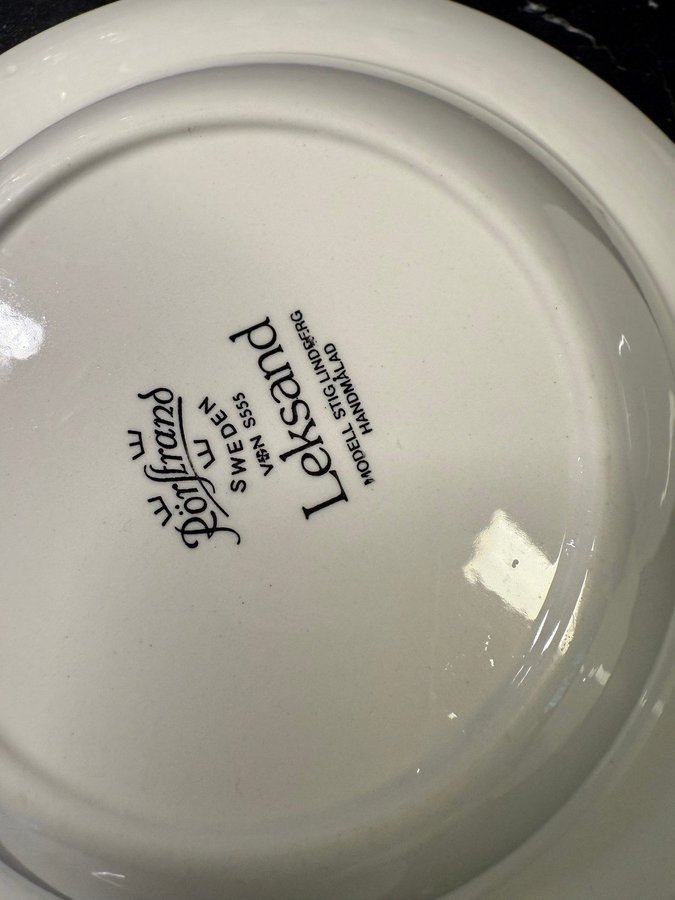 Rörstrand
SWEDEN
Leksand
MODELL STIG LINDBERG
HANDMÅLAD